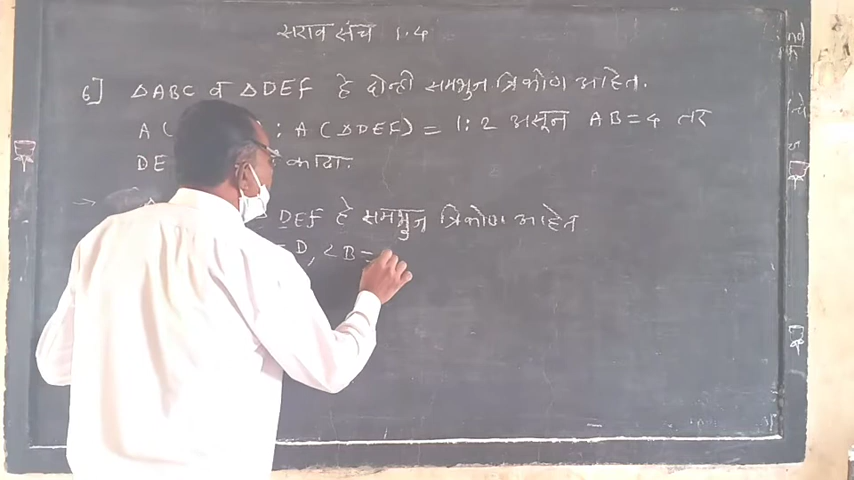 सराव संच 1.4
6] △ABC व △DEF हे दोन्ही समभुज त्रिकोण आहेत.
A( : A(△DEF) = 1:2 असून AB=4 तर
DE काढा.
→ DEF हे समभुज त्रिकोण आहेत
D, ∠B=